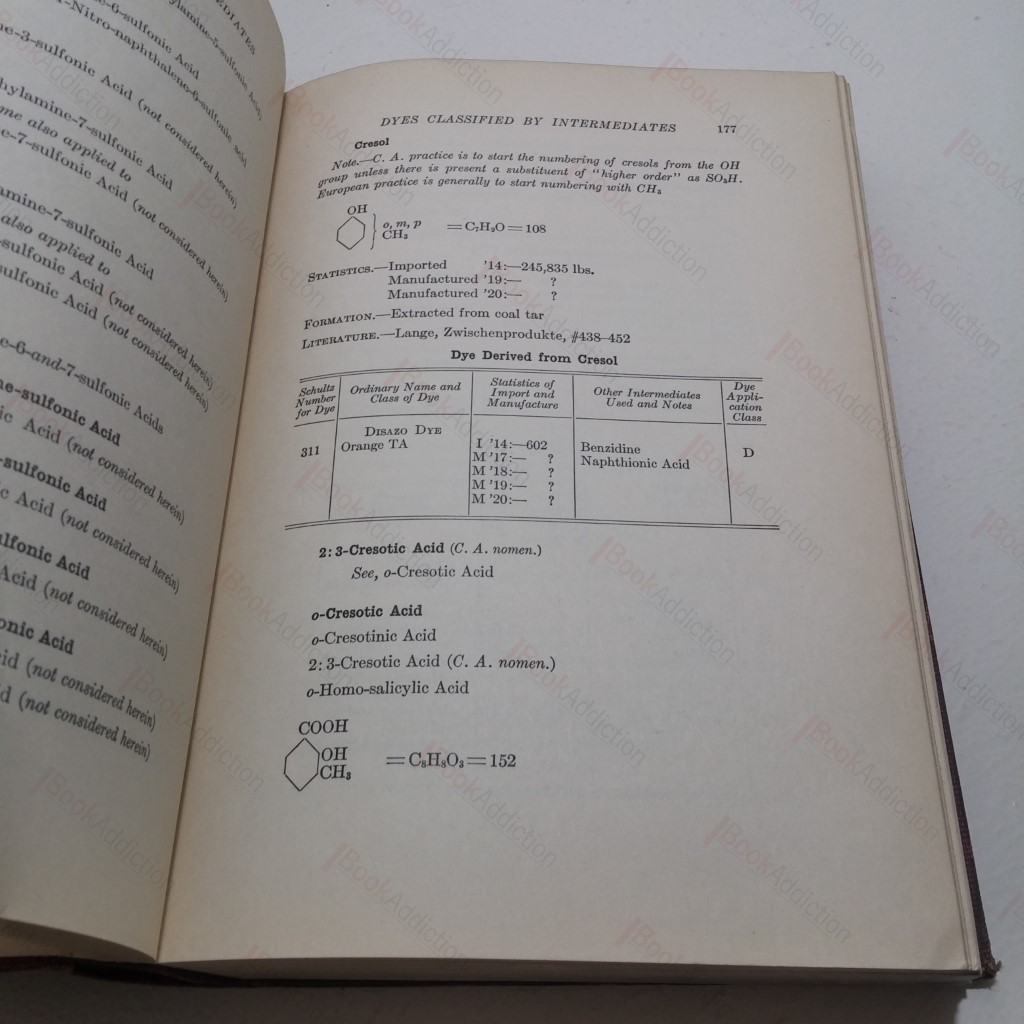 MEDIATES
ne-6-sulfonic Acid
ylamine-5-sulfonic Acid
-Nitro-naphthalene-6-sulfonic acid
ne-3-sulfonic Acid (not considered herein)
hylamine-7-sulfonic Acid
me also applied to
e-7-sulfonic Acid (not considered herein)
amine-7-sulfonic Acid
also applied to
-sulfonic Acid (not considered herein)
sulfonic Acid (not considered herein)
e-6-and-7-sulfonic Acids
ne-sulfonic Acid
ic Acid (not considered herein)
-sulfonic Acid
c Acid (not considered herein)
ulfonic Acid
Acid (not considered herein)
onic Acid
id (not considered herein)
d (not considered herein)
DYES CLASSIFIED BY INTERMEDIATES 177
Cresol
Note.—C. A. practice is to start the numbering of cresols from the OH
group unless there is present a substituent of "higher order" as SO₃H.
European practice is generally to start numbering with CH₃
OH
o, m, p
CH₃
=C₇H₈O=108
STATISTICS.—Imported '14:—245,835 lbs.
Manufactured '19:— ?
Manufactured '20:— ?
FORMATION.—Extracted from coal tar
LITERATURE.—Lange, Zwischenprodukte, #438-452
Dye Derived from Cresol
Schultz Number for Dye
Ordinary Name and Class of Dye
Statistics of Import and Manufacture
Other Intermediates Used and Notes
Dye Application Class
DISAZO DYE
311 Orange TA I '14:—602 Benzidine D
M '17:— ? Naphthionic Acid
M '18:— ?
M '19:— ?
M '20:— ?
2:3-Cresotic Acid (C. A. nomen.)
See, o-Cresotic Acid
o-Cresotic Acid
o-Cresotinic Acid
2:3-Cresotic Acid (C. A. nomen.)
o-Homo-salicylic Acid
COOH
OH
CH₃
=C₈H₈O₃=152